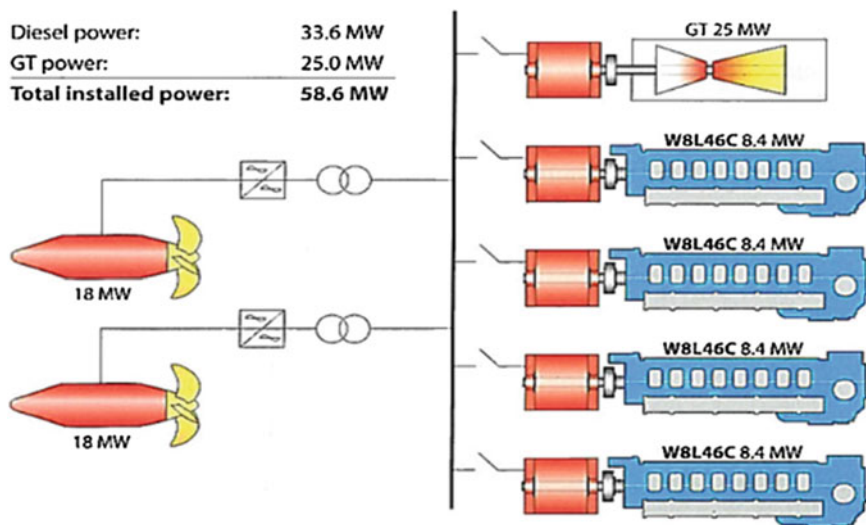 Diesel power: 33.6 MW
GT power: 25.0 MW
Total installed power: 58.6 MW
GT 25 MW
W8L46C 8.4 MW
W8L46C 8.4 MW
18 MW
W8L46C 8.4 MW
18 MW
W8L46C 8.4 MW